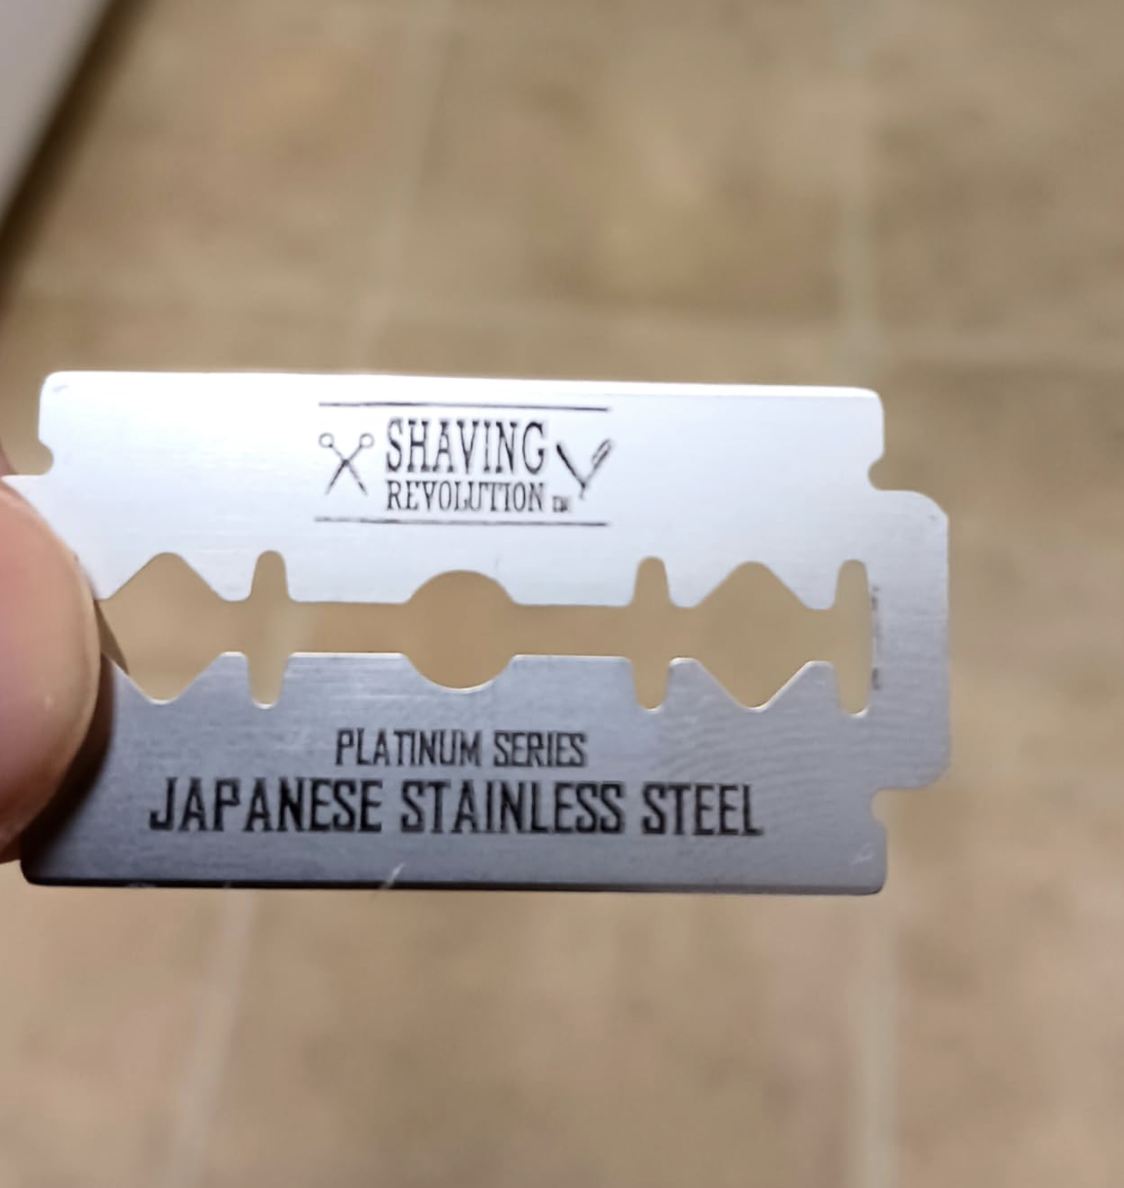 SHAVING
REVOLUTION
PLATINUM SERIES
JAPANESE STAINLESS STEEL